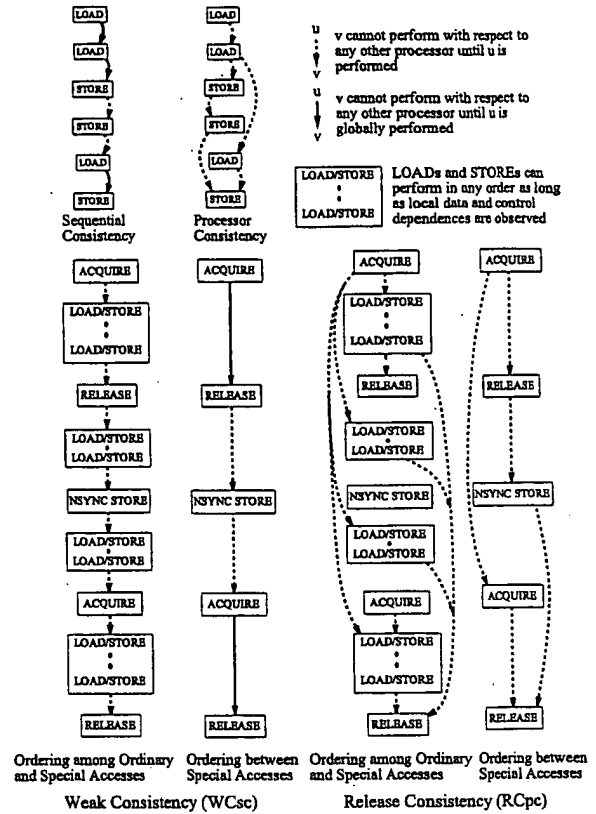 LOAD
LOAD
STORE
STORE
LOAD
STORE
Sequential
Consistency
LOAD
LOAD
STORE
STORE
LOAD
STORE
Processor
Consistency
u
v
v cannot perform with respect to
any other processor until u is
performed
u
v
v cannot perform with respect to
any other processor until u is
globally performed
LOAD/STORE
LOAD/STORE
LOADs and STOREs can
perform in any order as long
as local data and control
dependences are observed
ACQUIRE
LOAD/STORE
LOAD/STORE
RELEASE
LOAD/STORE
LOAD/STORE
NSYNC STORE
LOAD/STORE
LOAD/STORE
ACQUIRE
LOAD/STORE
LOAD/STORE
RELEASE
Ordering among Ordinary
and Special Accesses
ACQUIRE
RELEASE
NSYNC STORE
ACQUIRE
RELEASE
Ordering between
Special Accesses
Weak Consistency (WCsc)
ACQUIRE
LOAD/STORE
LOAD/STORE
RELEASE
LOAD/STORE
LOAD/STORE
NSYNC STORE
LOAD/STORE
LOAD/STORE
ACQUIRE
LOAD/STORE
LOAD/STORE
RELEASE
Ordering among Ordinary
and Special Accesses
ACQUIRE
RELEASE
NSYNC STORE
ACQUIRE
RELEASE
Ordering between
Special Accesses
Release Consistency (RCpc)